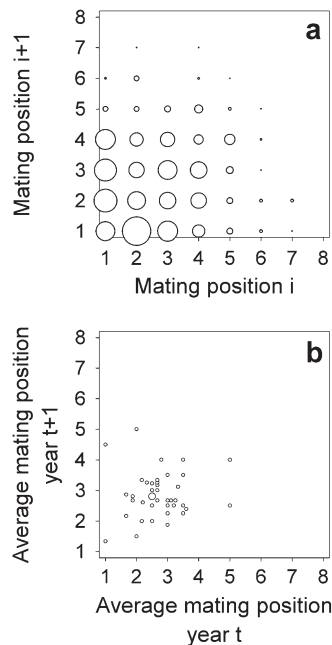 a
Mating position i+1
8
7
6
5
4
3
2
1
1 2 3 4 5 6 7 8
Mating position i
b
Average mating position
year t+1
8
7
6
5
4
3
2
1
1 2 3 4 5 6 7 8
Average mating position
year t